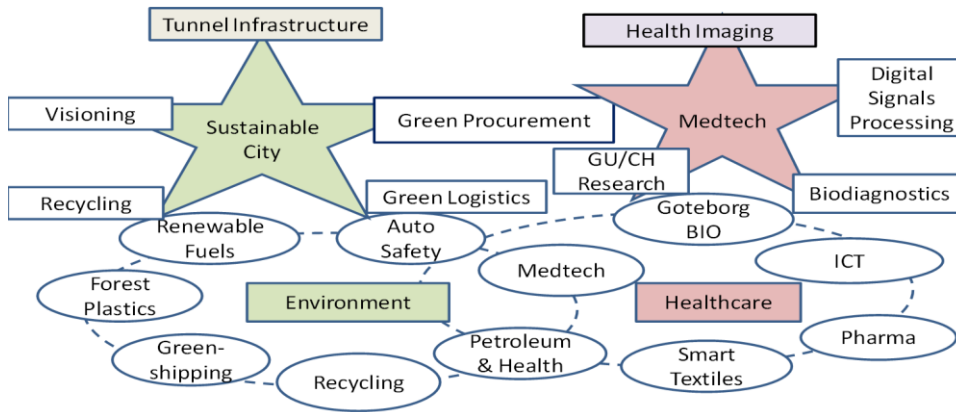 Tunnel Infrastructure
Health Imaging
Visioning
Sustainable
City
Green Procurement
Medtech
Digital
Signals
Processing
GU/CH
Research
Recycling
Green Logistics
Biodiagnostics
Renewable
Fuels
Auto
Safety
Goteborg
BIO
Medtech
ICT
Forest
Plastics
Environment
Healthcare
Green-
shipping
Recycling
Petroleum
& Health
Smart
Textiles
Pharma